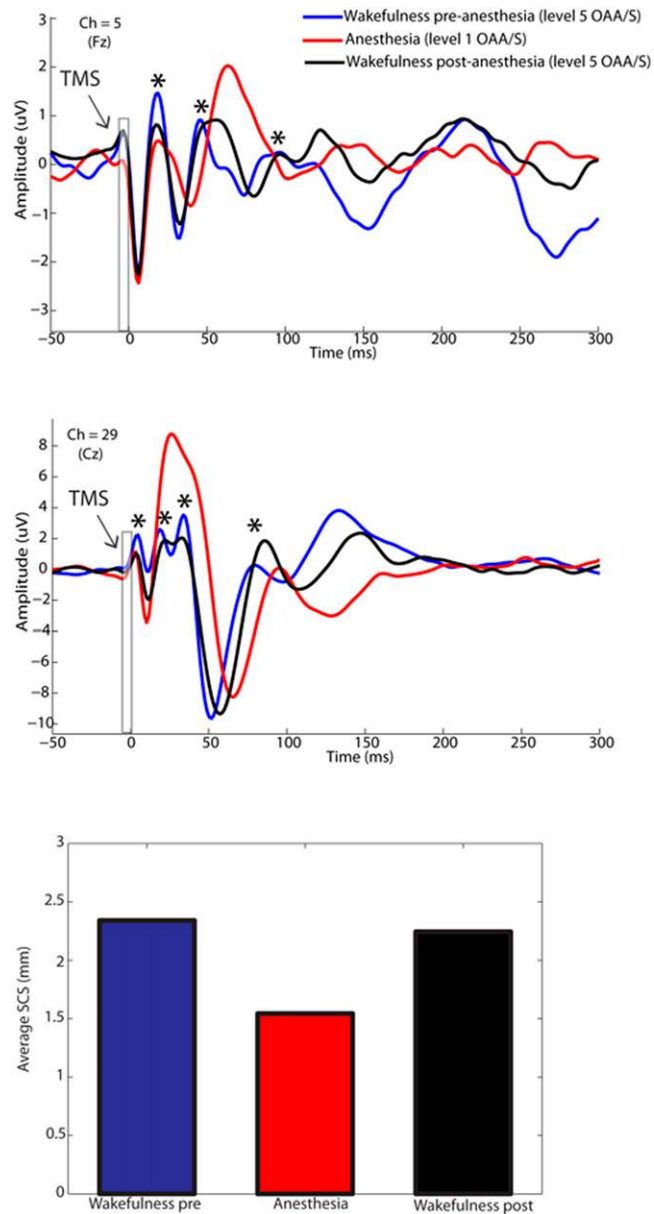 Ch = 5
(Fz)
Wakefulness pre-anesthesia (level 5 OAA/S)
Anesthesia (level 1 OAA/S)
Wakefulness post-anesthesia (level 5 OAA/S)
TMS
* * *
Amplitude (uV)
3
2
1
0
−1
−2
−3
−50 0 50 100 150 200 250 300
Time (ms)
Ch = 29
(Cz)
TMS
* * * *
Amplitude (uV)
8
6
4
2
0
−2
−4
−6
−8
−10
−50 0 50 100 150 200 250 300
Time (ms)
Average SCS (mm)
3
2.5
2
1.5
1
0.5
0
Wakefulness pre Anesthesia Wakefulness post